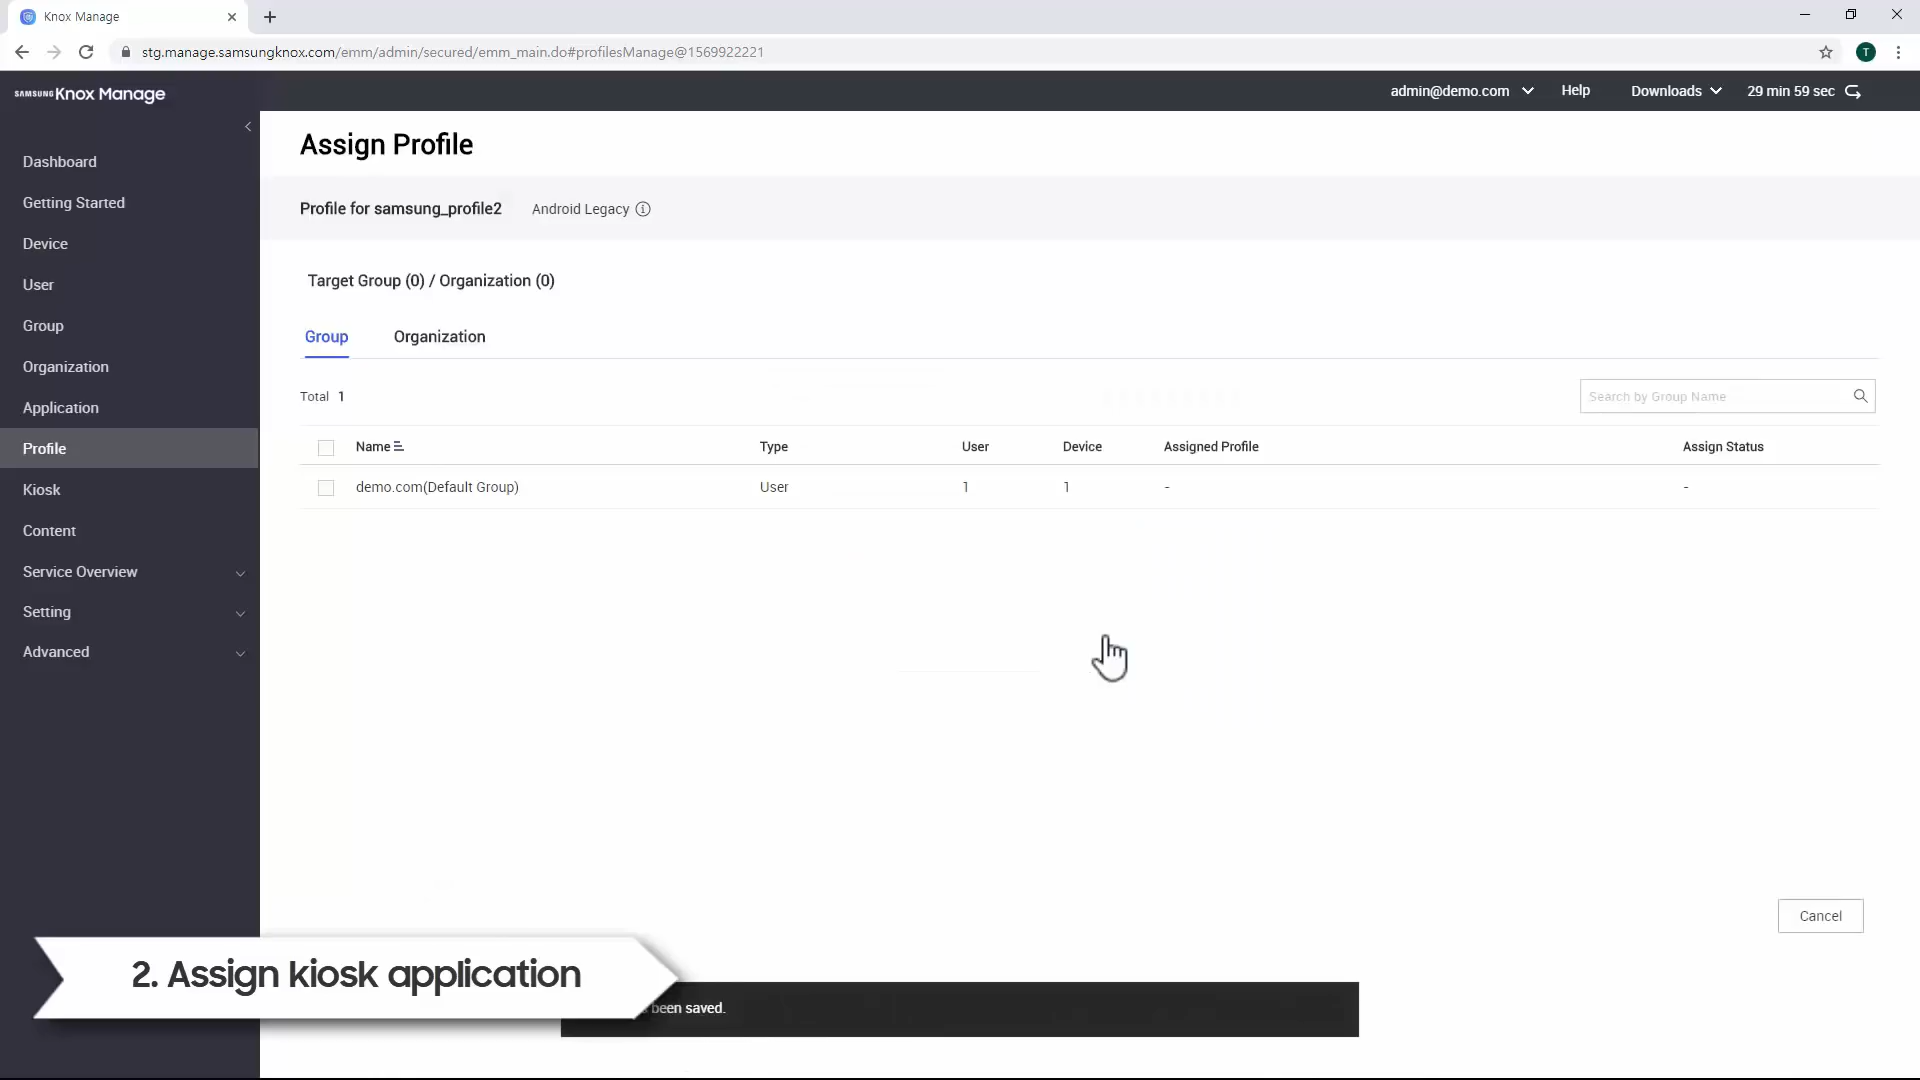 Knox Manage
stg.manage.samsungknox.com/emm/admin/secured/emm_main.do#profilesManage@1569922221
T
SAMSUNG Knox Manage
admin@demo.com
Help
Downloads
29 min 59 sec
Dashboard
Getting Started
Device
User
Group
Organization
Application
Profile
Kiosk
Content
Service Overview
Setting
Advanced
Assign Profile
Profile for samsung_profile2 Android Legacy
Target Group (0) / Organization (0)
Group Organization
Total 1
Search by Group Name
Name Type User Device Assigned Profile Assign Status
demo.com(Default Group) User 1 1 - -
Cancel
2. Assign kiosk application
been saved.